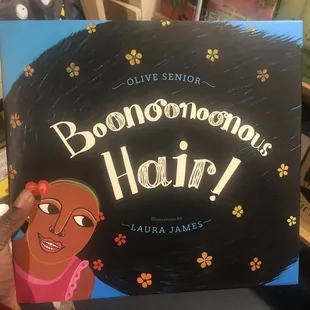 OLIVE SENIOR
Boonoonoonous
Hair!
Illustrations by
LAURA JAMES